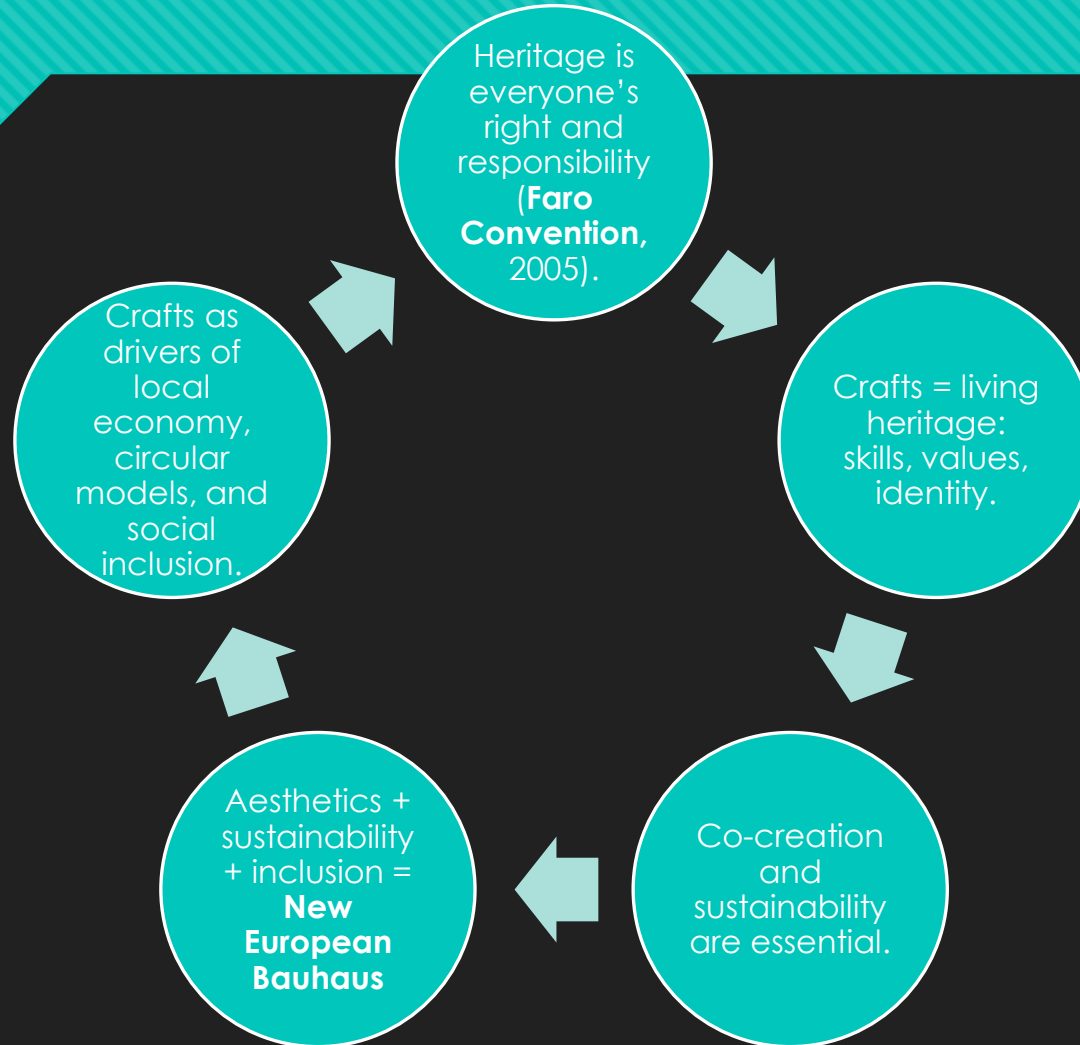 Heritage is
everyone’s
right and
responsibility
(Faro
Convention,
2005).
Crafts = living
heritage:
skills, values,
identity.
Co-creation
and
sustainability
are essential.
Aesthetics +
sustainability
+ inclusion =
New
European
Bauhaus
Crafts as
drivers of
local
economy,
circular
models, and
social
inclusion.